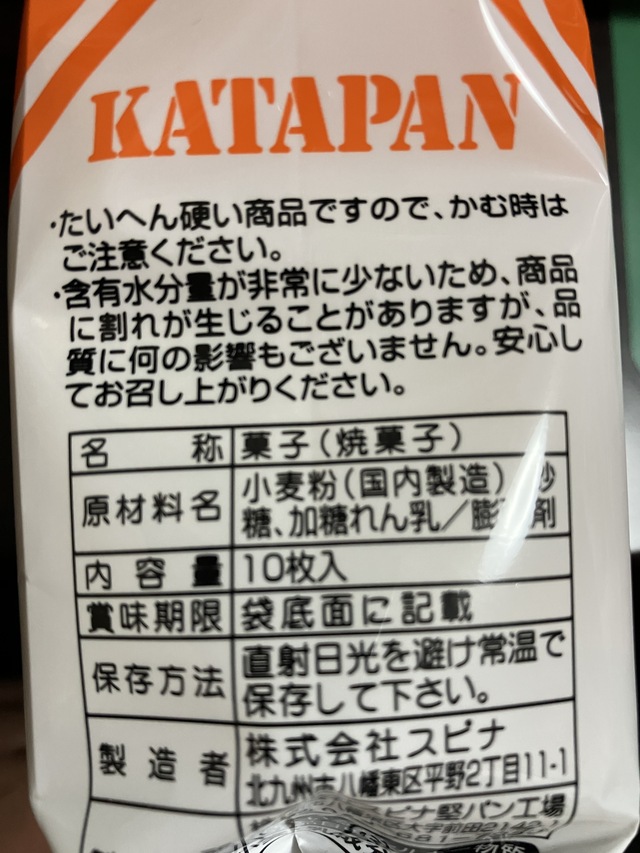 KATAPAN
・たいへん硬い商品ですので、かむ時は
ご注意ください。
・含有水分量が非常に少ないため、商品
に割れが生じることがありますが、品
質に何の影響もございません。安心し
てお召し上がりください。
名称 菓子(焼菓子)
原材料名 小麦粉(国内製造) 砂
糖、加糖れん乳/膨 剤
内容量 10枚入
賞味期限 袋底面に記載
保存方法 直射日光を避け常温で
保存して下さい。
製造者 株式会社スピナ
北九州市八幡東区平野2丁目11-1
スピナ堅パン工場